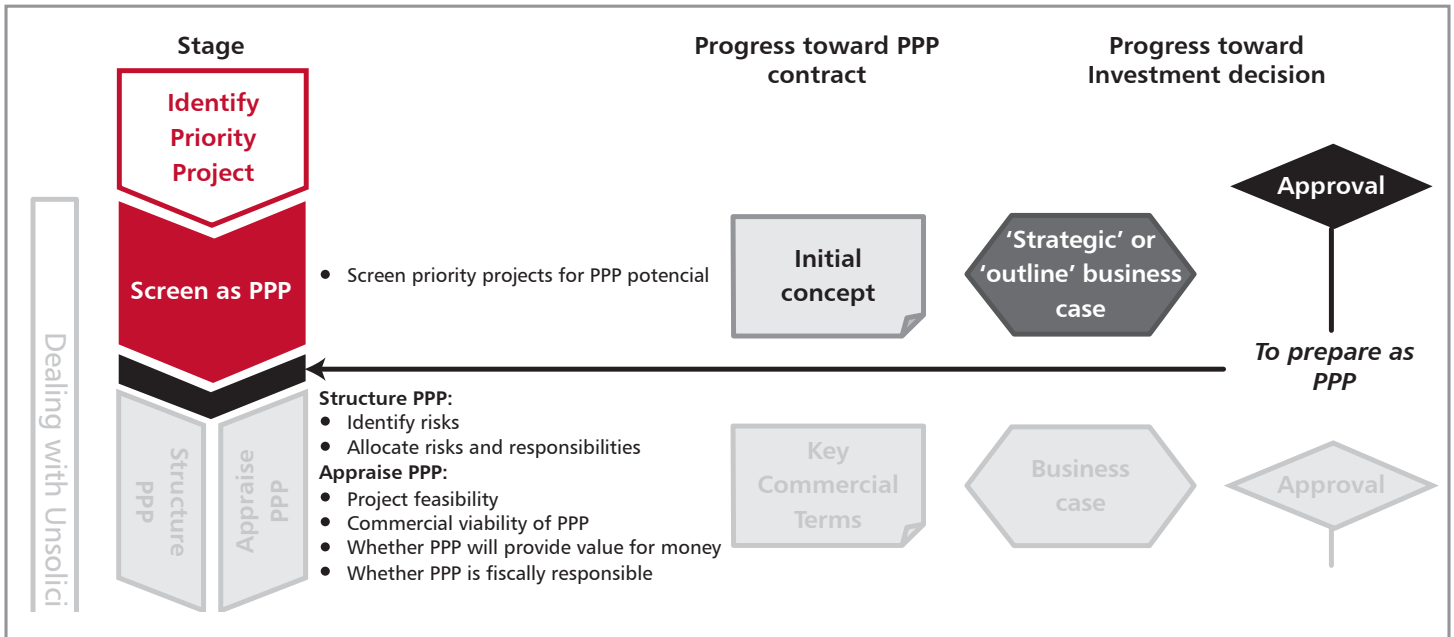 Stage
Progress toward PPP
contract
Progress toward
Investment decision
Identify
Priority
Project
Approval
Screen as PPP
• Screen priority projects for PPP potencial
Initial
concept
‘Strategic’ or
‘outline’ business
case
To prepare as
PPP
Dealing with Unsolici
Structure
PPP
Appraise
PPP
Structure PPP:
• Identify risks
• Allocate risks and responsibilities
Appraise PPP:
• Project feasibility
• Commercial viability of PPP
• Whether PPP will provide value for money
• Whether PPP is fiscally responsible
Key
Commercial
Terms
Business
case
Approval